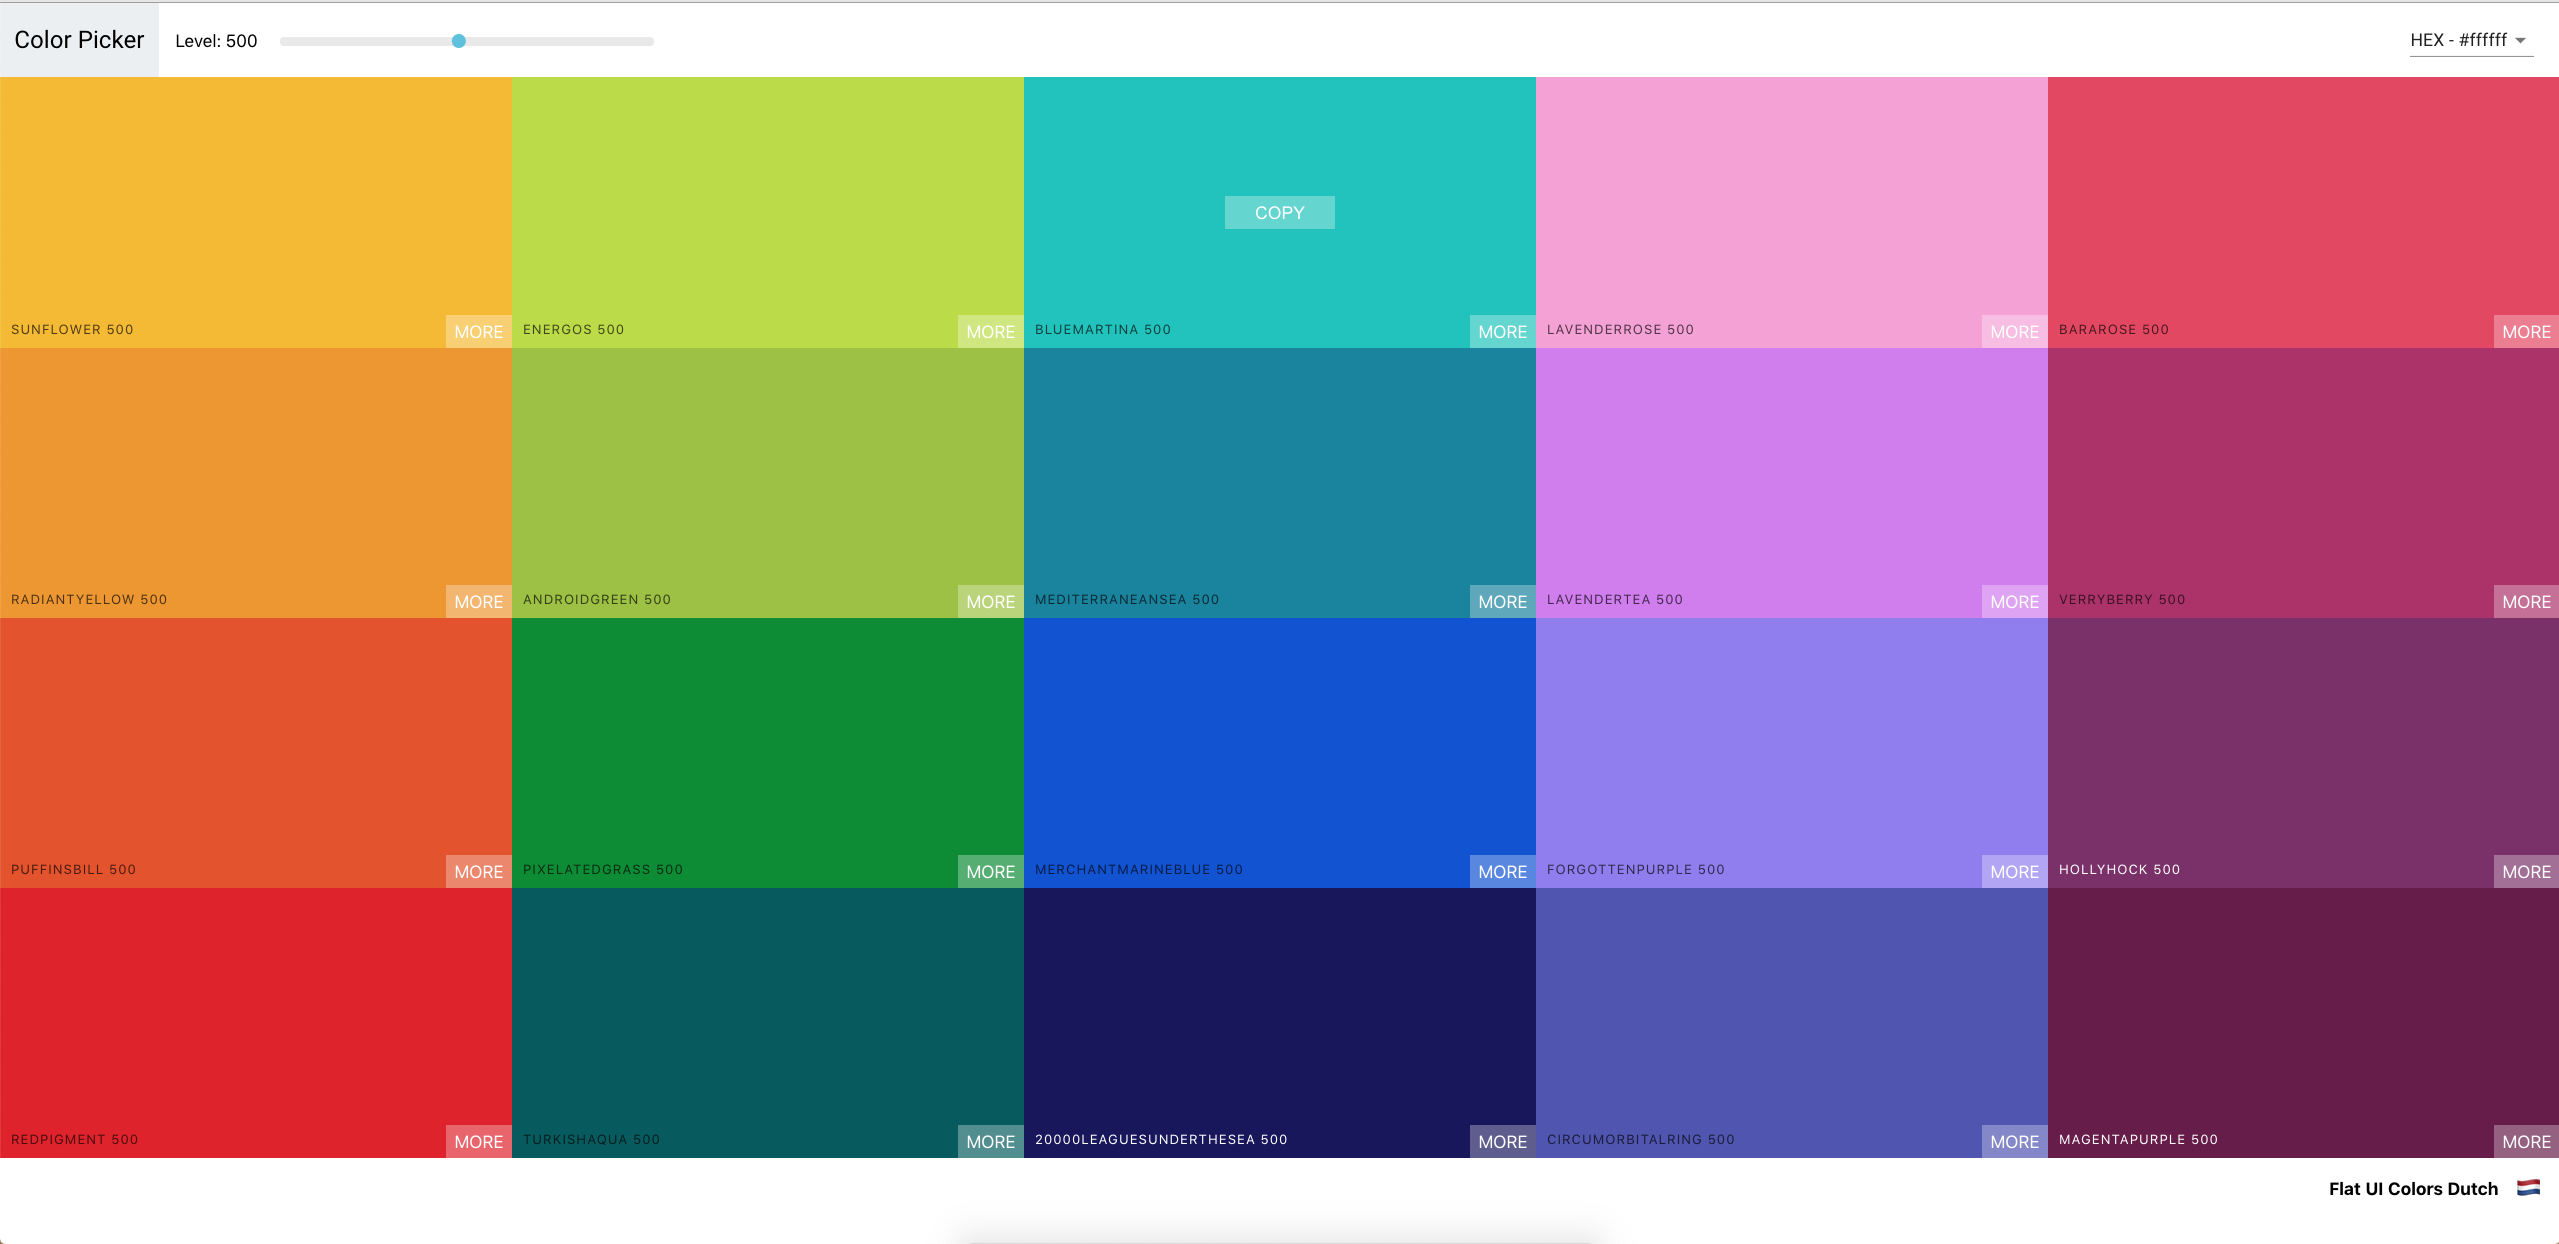 Color Picker
Level: 500
HEX - #ffffff
COPY
SUNFLOWER 500
MORE
ENERGOS 500
MORE
BLUEMARTINA 500
MORE
LAVENDERROSE 500
MORE
BARAROSE 500
MORE
RADIANTYELLOW 500
MORE
ANDROIDGREEN 500
MORE
MEDITERRANEANSEA 500
MORE
LAVENDERTEA 500
MORE
VERRYBERRY 500
MORE
PUFFINSBILL 500
MORE
PIXELATEDGRASS 500
MORE
MERCHANTMARINEBLUE 500
MORE
FORGOTTENPURPLE 500
MORE
HOLLYHOCK 500
MORE
REDPIGMENT 500
MORE
TURKISHAQUA 500
MORE
20000LEAGUESUNDERTHESEA 500
MORE
CIRCUMORBITALRING 500
MORE
MAGENTAPURPLE 500
MORE
Flat UI Colors Dutch